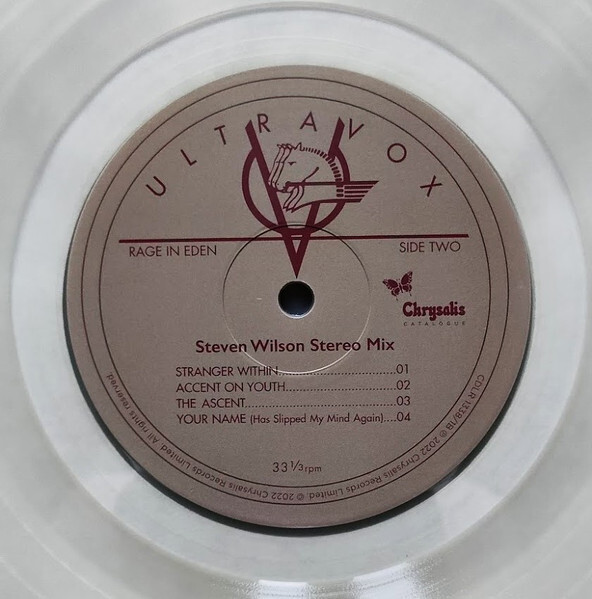 ULTRAVOX
RAGE IN EDEN
SIDE TWO
Chrysalis
CATALOGUE
Steven Wilson Stereo Mix
STRANGER WITHIN..............................01
ACCENT ON YOUTH............................02
THE ASCENT......................................03
YOUR NAME (Has Slipped My Mind Again)....04
33 1/3 rpm
CDLR 1338/1B ℗ 2022 Chrysalis Records Limited. © 2022 Chrysalis Records Limited. All rights reserved.